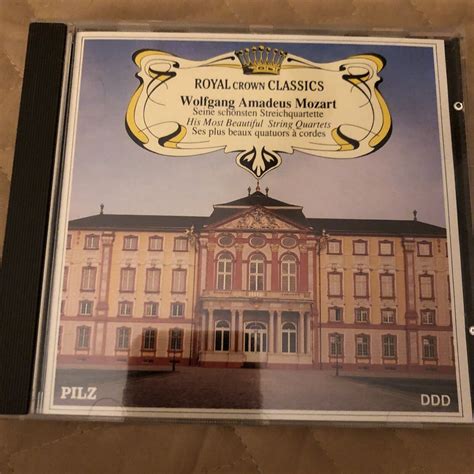 ROYAL CROWN CLASSICS
Wolfgang Amadeus Mozart
Seine schönsten Streichquartette
His Most Beautiful String Quartets
Ses plus beaux quatuors à cordes
PILZ
DDD